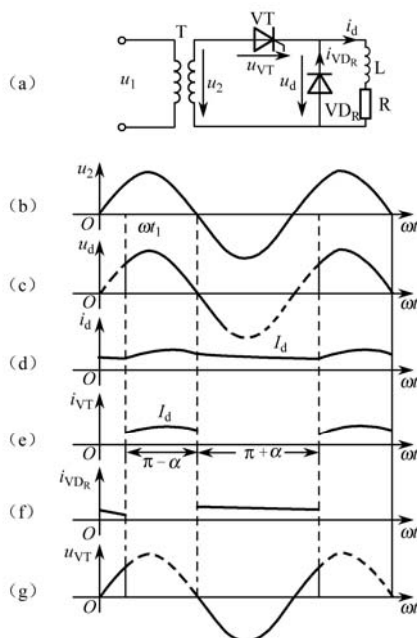 (a)
T
VT
i_d
i_VD_R
L
u_1
u_2
u_VT
u_d
VD_R
R
(b)
u_2
O
ωt_1
ωt
(c)
u_d
O
ωt
(d)
i_d
I_d
O
ωt
(e)
i_VT
I_d
O
π−α
π+α
ωt
(f)
i_VD_R
O
ωt
(g)
u_VT
O
ωt